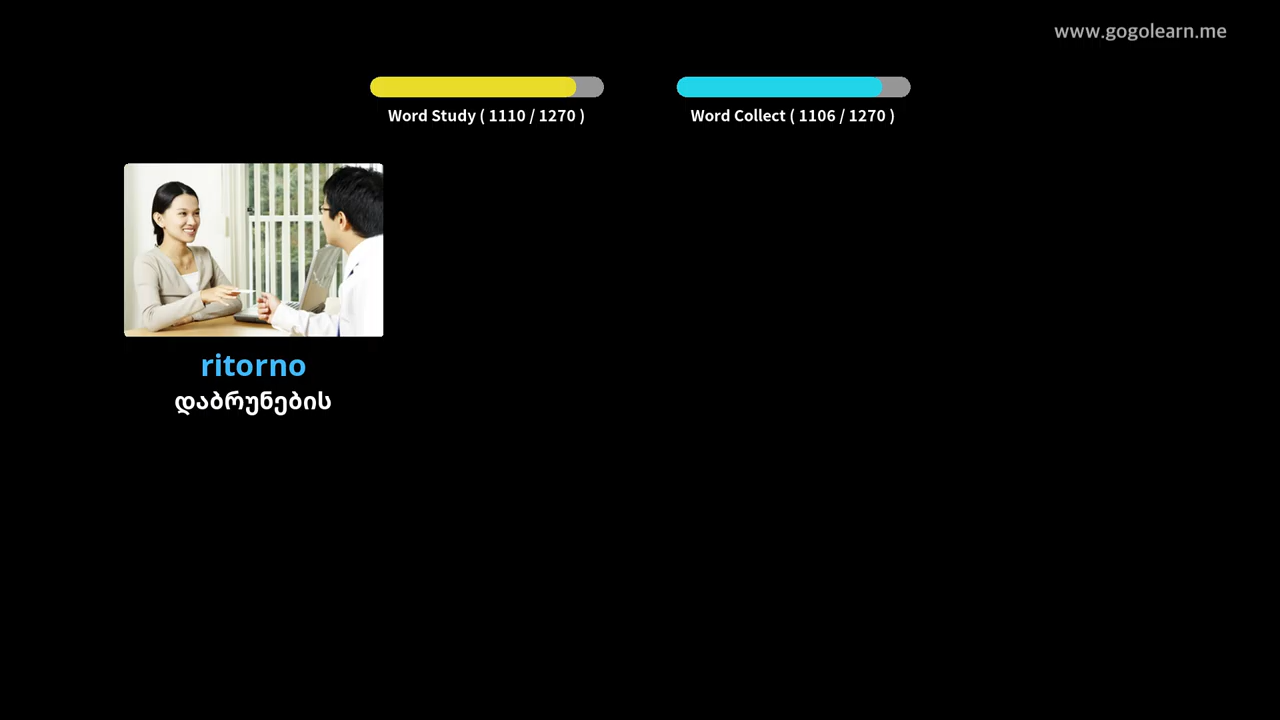 www.gogolearn.me
Word Study ( 1110 / 1270 )
Word Collect ( 1106 / 1270 )
ritorno
დაბრუნების